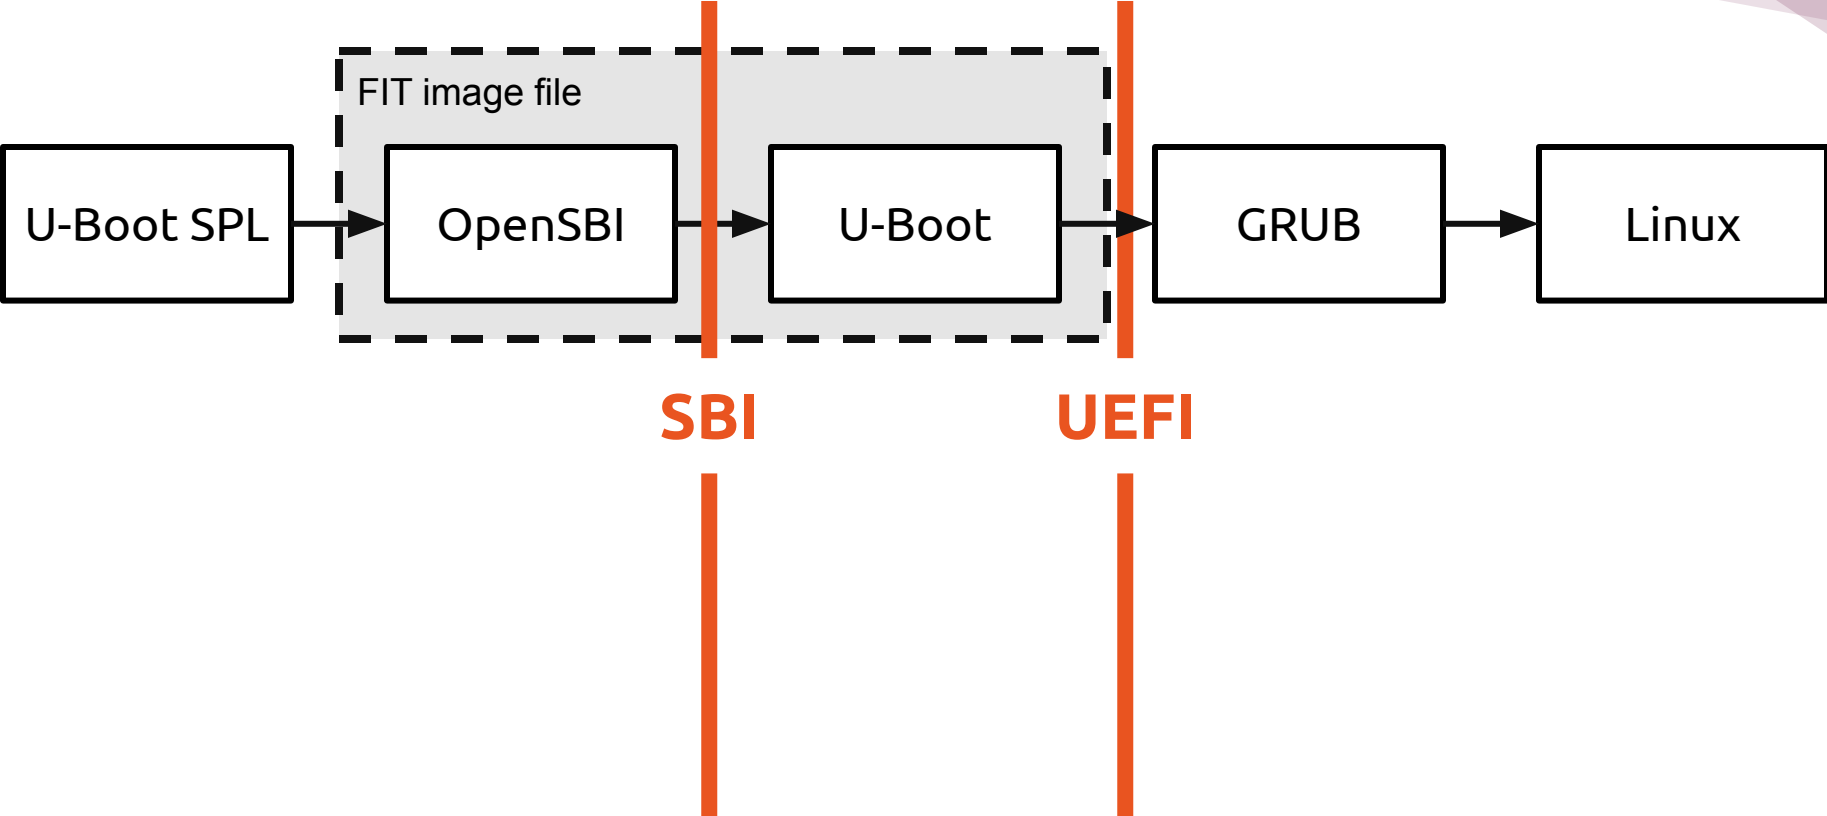 FIT image file
U-Boot SPL
OpenSBI
U-Boot
GRUB
Linux
SBI
UEFI